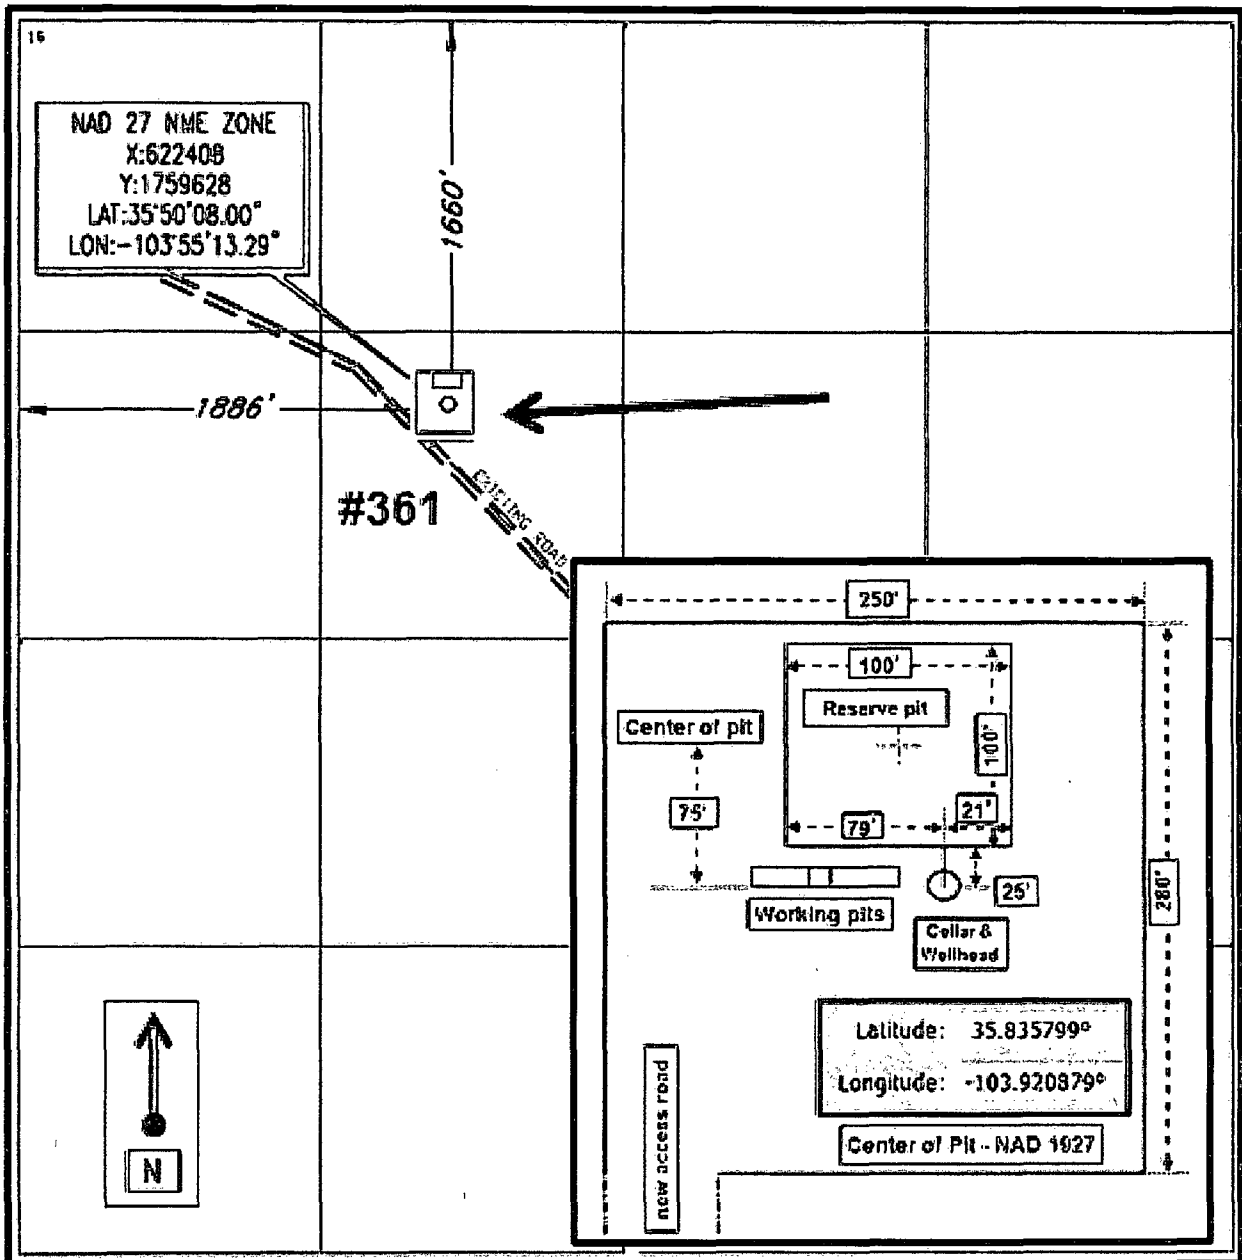 16
NAD 27 NME ZONE
X:622408
Y:1759628
LAT:35°50'08.00"
LON:-103°55'13.29"
1660'
1886'
#361
EXISTING ROAD
250'
100'
Reserve pit
Center of pit
100'
75'
79'
21'
25'
280'
Working pits
Cellar &
Wellhead
Latitude: 35.835799°
Longitude: -103.920879°
Center of Pit - NAD 1927
new access road
N